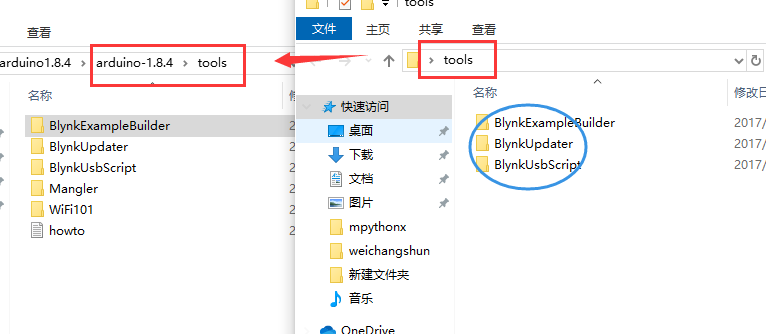 查看
arduino1.8.4 > arduino-1.8.4 > tools
名称
BlynkExampleBuilder
BlynkUpdater
BlynkUsbScript
Mangler
WiFi101
howto
tools
文件 主页 共享 查看
> tools
快速访问
桌面
下载
文档
图片
mpythonx
weichangshun
新建文件夹
音乐
OneDrive
名称 修改日
BlynkExampleBuilder 2017/
BlynkUpdater 2017/
BlynkUsbScript 2017/